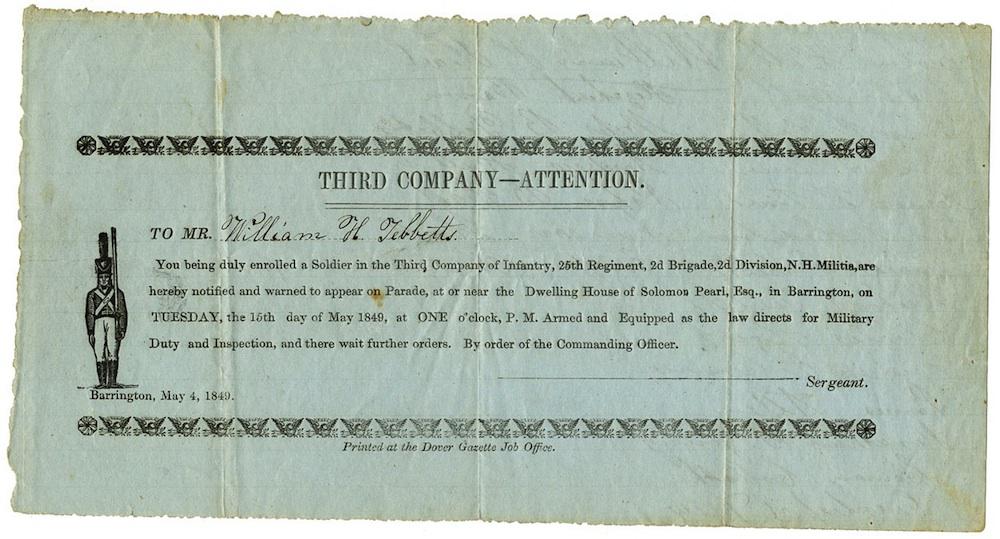 THIRD COMPANY—ATTENTION.
TO MR. William H Tebbetts.
You being duly enrolled a Soldier in the Third Company of Infantry, 25th Regiment, 2d Brigade, 2d Division, N.H. Militia, are
hereby notified and warned to appear on Parade, at or near the Dwelling House of Solomon Pearl, Esq., in Barrington, on
TUESDAY, the 15th day of May 1849, at ONE o'clock, P. M. Armed and Equipped as the law directs for Military
Duty and Inspection, and there wait further orders. By order of the Commanding Officer.
Sergeant.
Barrington, May 4, 1849.
Printed at the Dover Gazette Job Office.